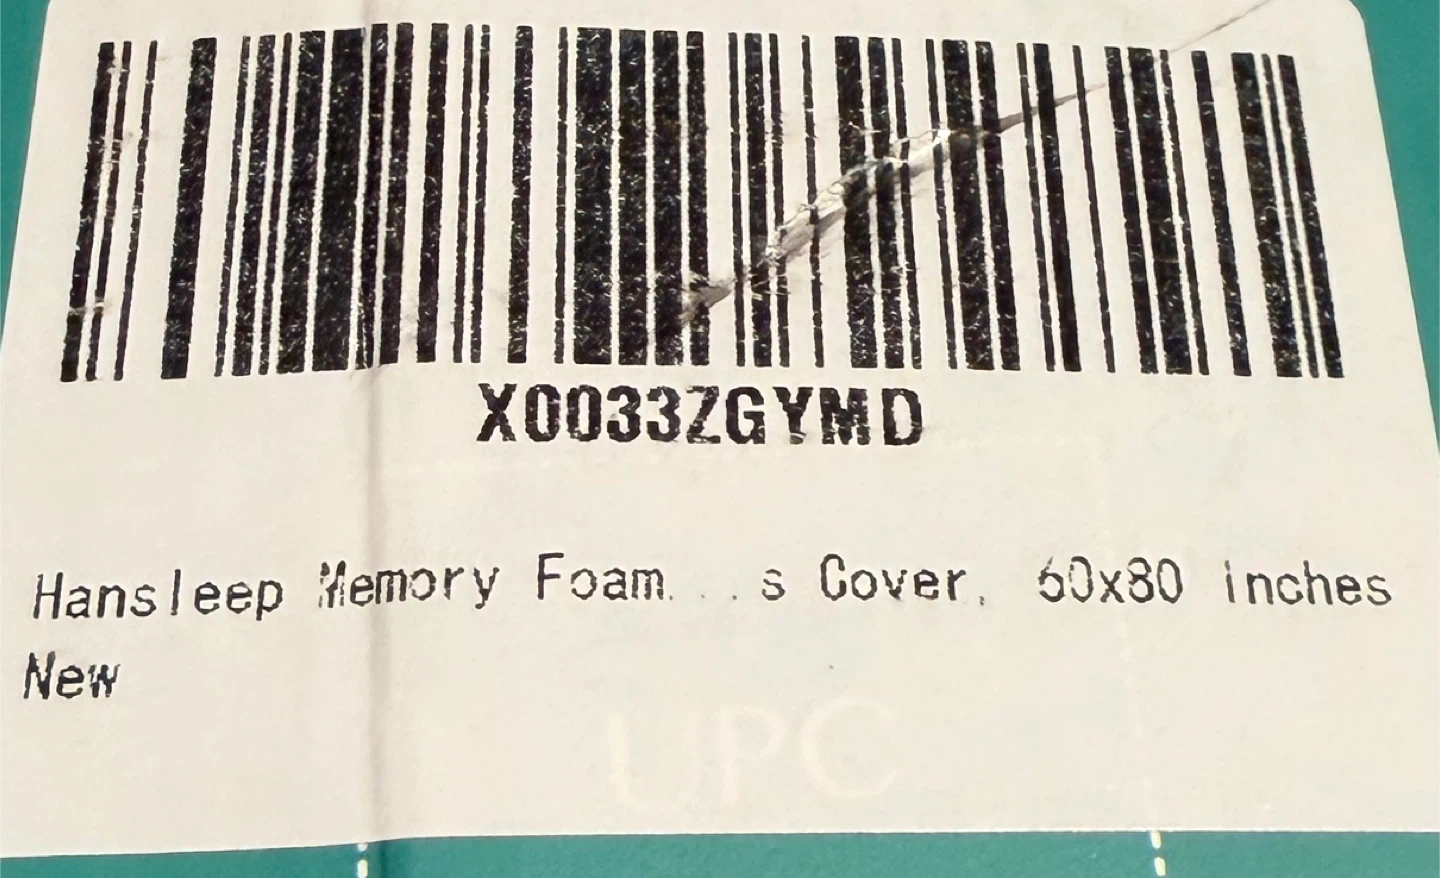 X0033ZGYMD
Hansleep Memory Foam...s Cover, 60x80 inches
New
UPC